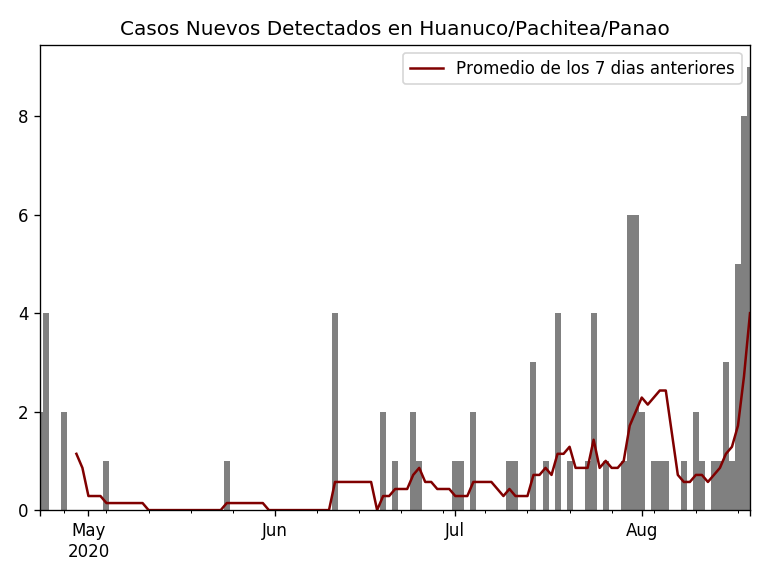 Casos Nuevos Detectados en Huanuco/Pachitea/Panao
Promedio de los 7 dias anteriores
8
6
4
2
0
May Jun Jul Aug
2020